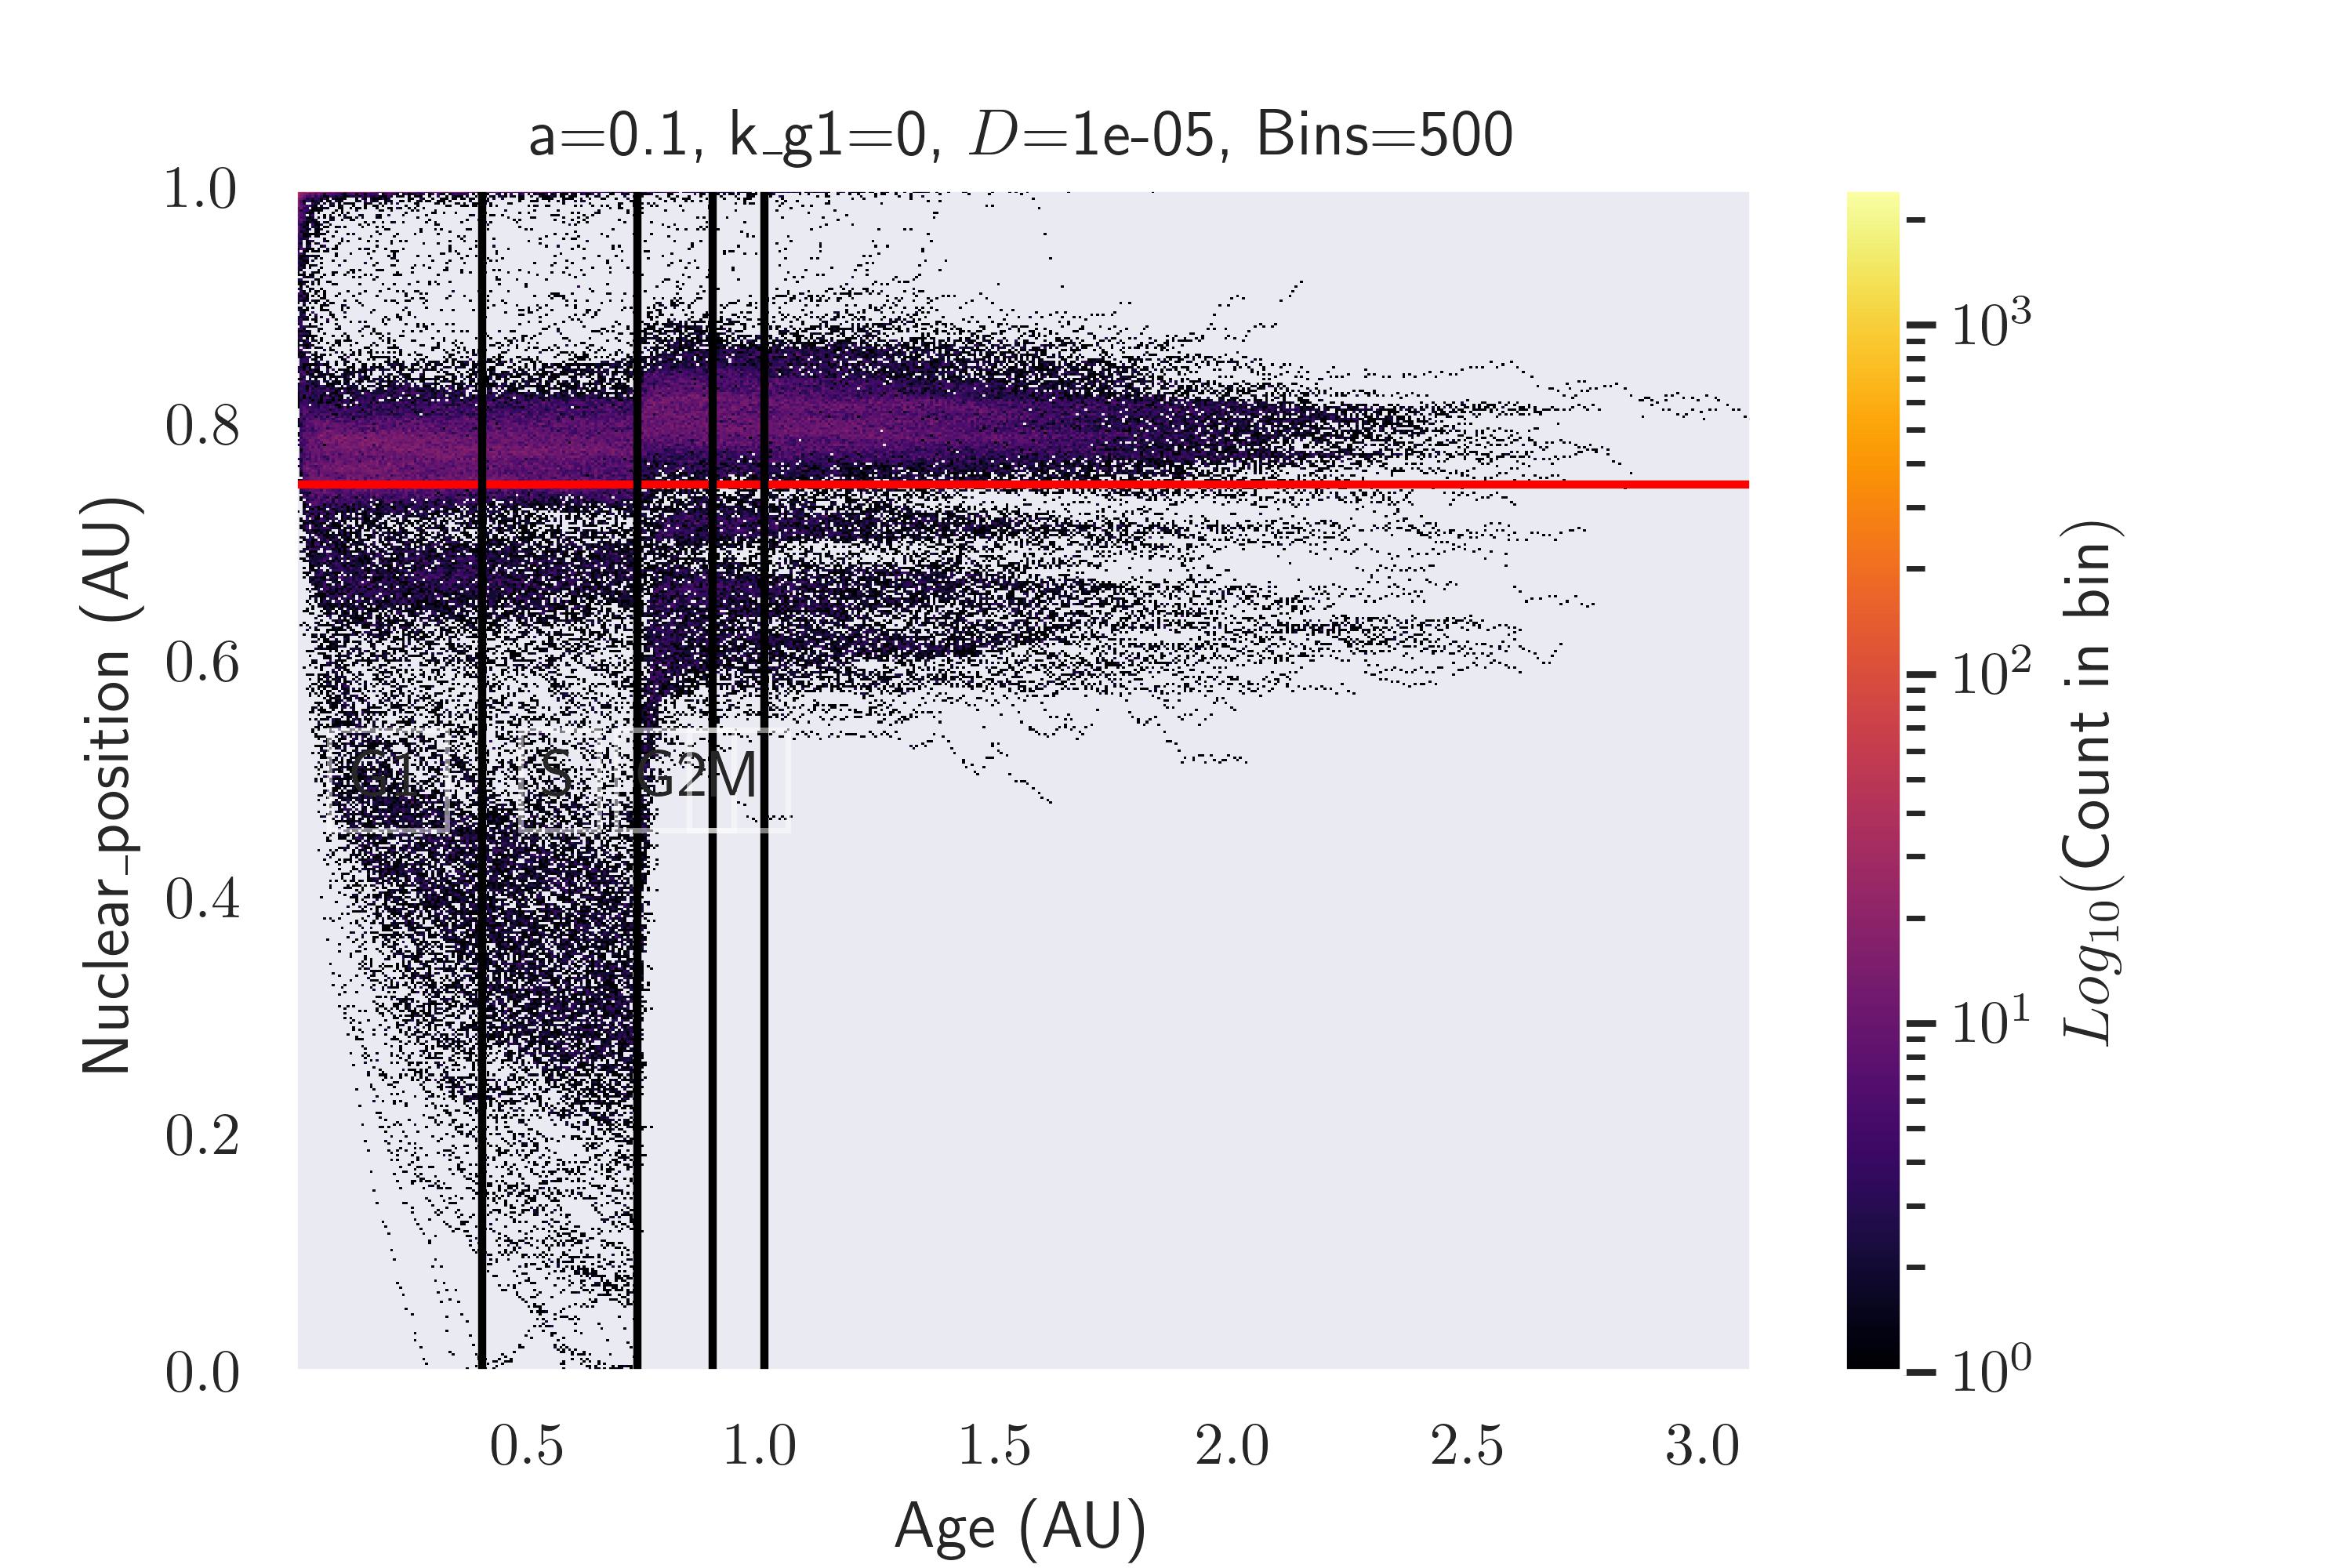 a=0.1, k_g1=0, D=1e-05, Bins=500
1.0
0.8
0.6
0.4
0.2
0.0
Nuclear_position (AU)
G1 S G2 M
0.5 1.0 1.5 2.0 2.5 3.0
Age (AU)
10³
10²
10¹
10⁰
Log₁₀(Count in bin)